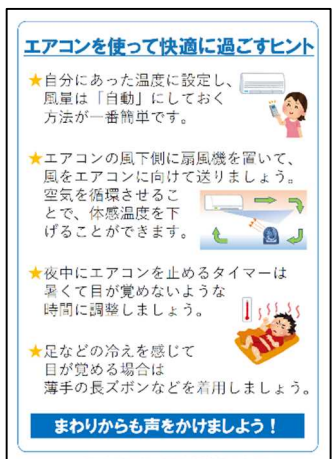 エアコンを使って快適に過ごすヒント
★自分にあった温度に設定し、
風量は「自動」にしておく
方法が一番簡単です。
★エアコンの風下側に扇風機を置いて、
風をエアコンに向けて送りましょう。
空気を循環させるこ
とで、体感温度を下
げることができます。
★夜中にエアコンを止めるタイマーは
暑くて目が覚めないような
時間に調整しましょう。
★足などの冷えを感じて
目が覚める場合は
薄手の長ズボンなどを着用しましょう。
まわりからも声をかけましよう!